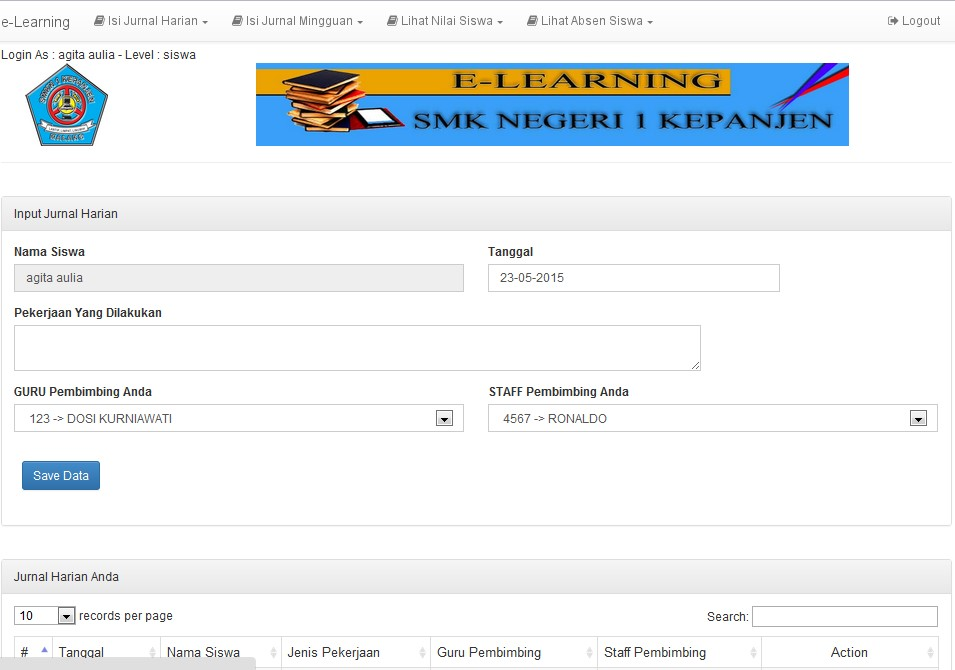 e-Learning Isi Jurnal Harian Isi Jurnal Mingguan Lihat Nilai Siswa Lihat Absen Siswa Logout
Login As : agita aulia - Level : siswa
E-LEARNING
SMK NEGERI 1 KEPANJEN
Input Jurnal Harian
Nama Siswa Tanggal
agita aulia 23-05-2015
Pekerjaan Yang Dilakukan
GURU Pembimbing Anda STAFF Pembimbing Anda
123 -> DOSI KURNIAWATI 4567 -> RONALDO
Save Data
Jurnal Harian Anda
10 records per page Search:
# Tanggal Nama Siswa Jenis Pekerjaan Guru Pembimbing Staff Pembimbing Action